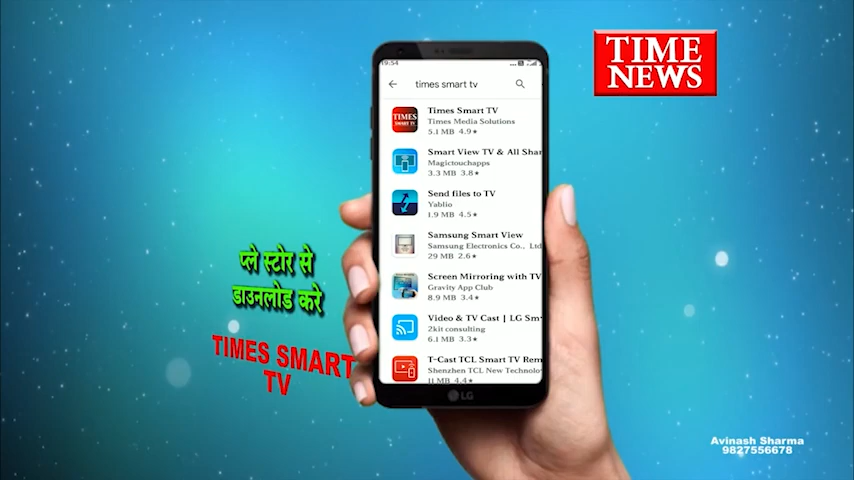 TIME
NEWS
19:54
times smart tv
TIMES
SMART TV
Times Smart TV
Times Media Solutions
5.1 MB 4.9★
Smart View TV & All Shar
Magictouchapps
3.3 MB 3.8★
Send files to TV
Yablio
1.9 MB 4.5★
Samsung Smart View
Samsung Electronics Co., Ltd
29 MB 2.6★
Screen Mirroring with TV
Gravity App Club
8.9 MB 3.4★
Video & TV Cast | LG Sm
2kit consulting
6.1 MB 3.3★
T-Cast TCL Smart TV Rem
Shenzhen TCL New Technolo
11 MB 4.4★
LG
प्ले स्टोर से
डाउनलोड करे
TIMES SMART
TV
Avinash Sharma
9827556678